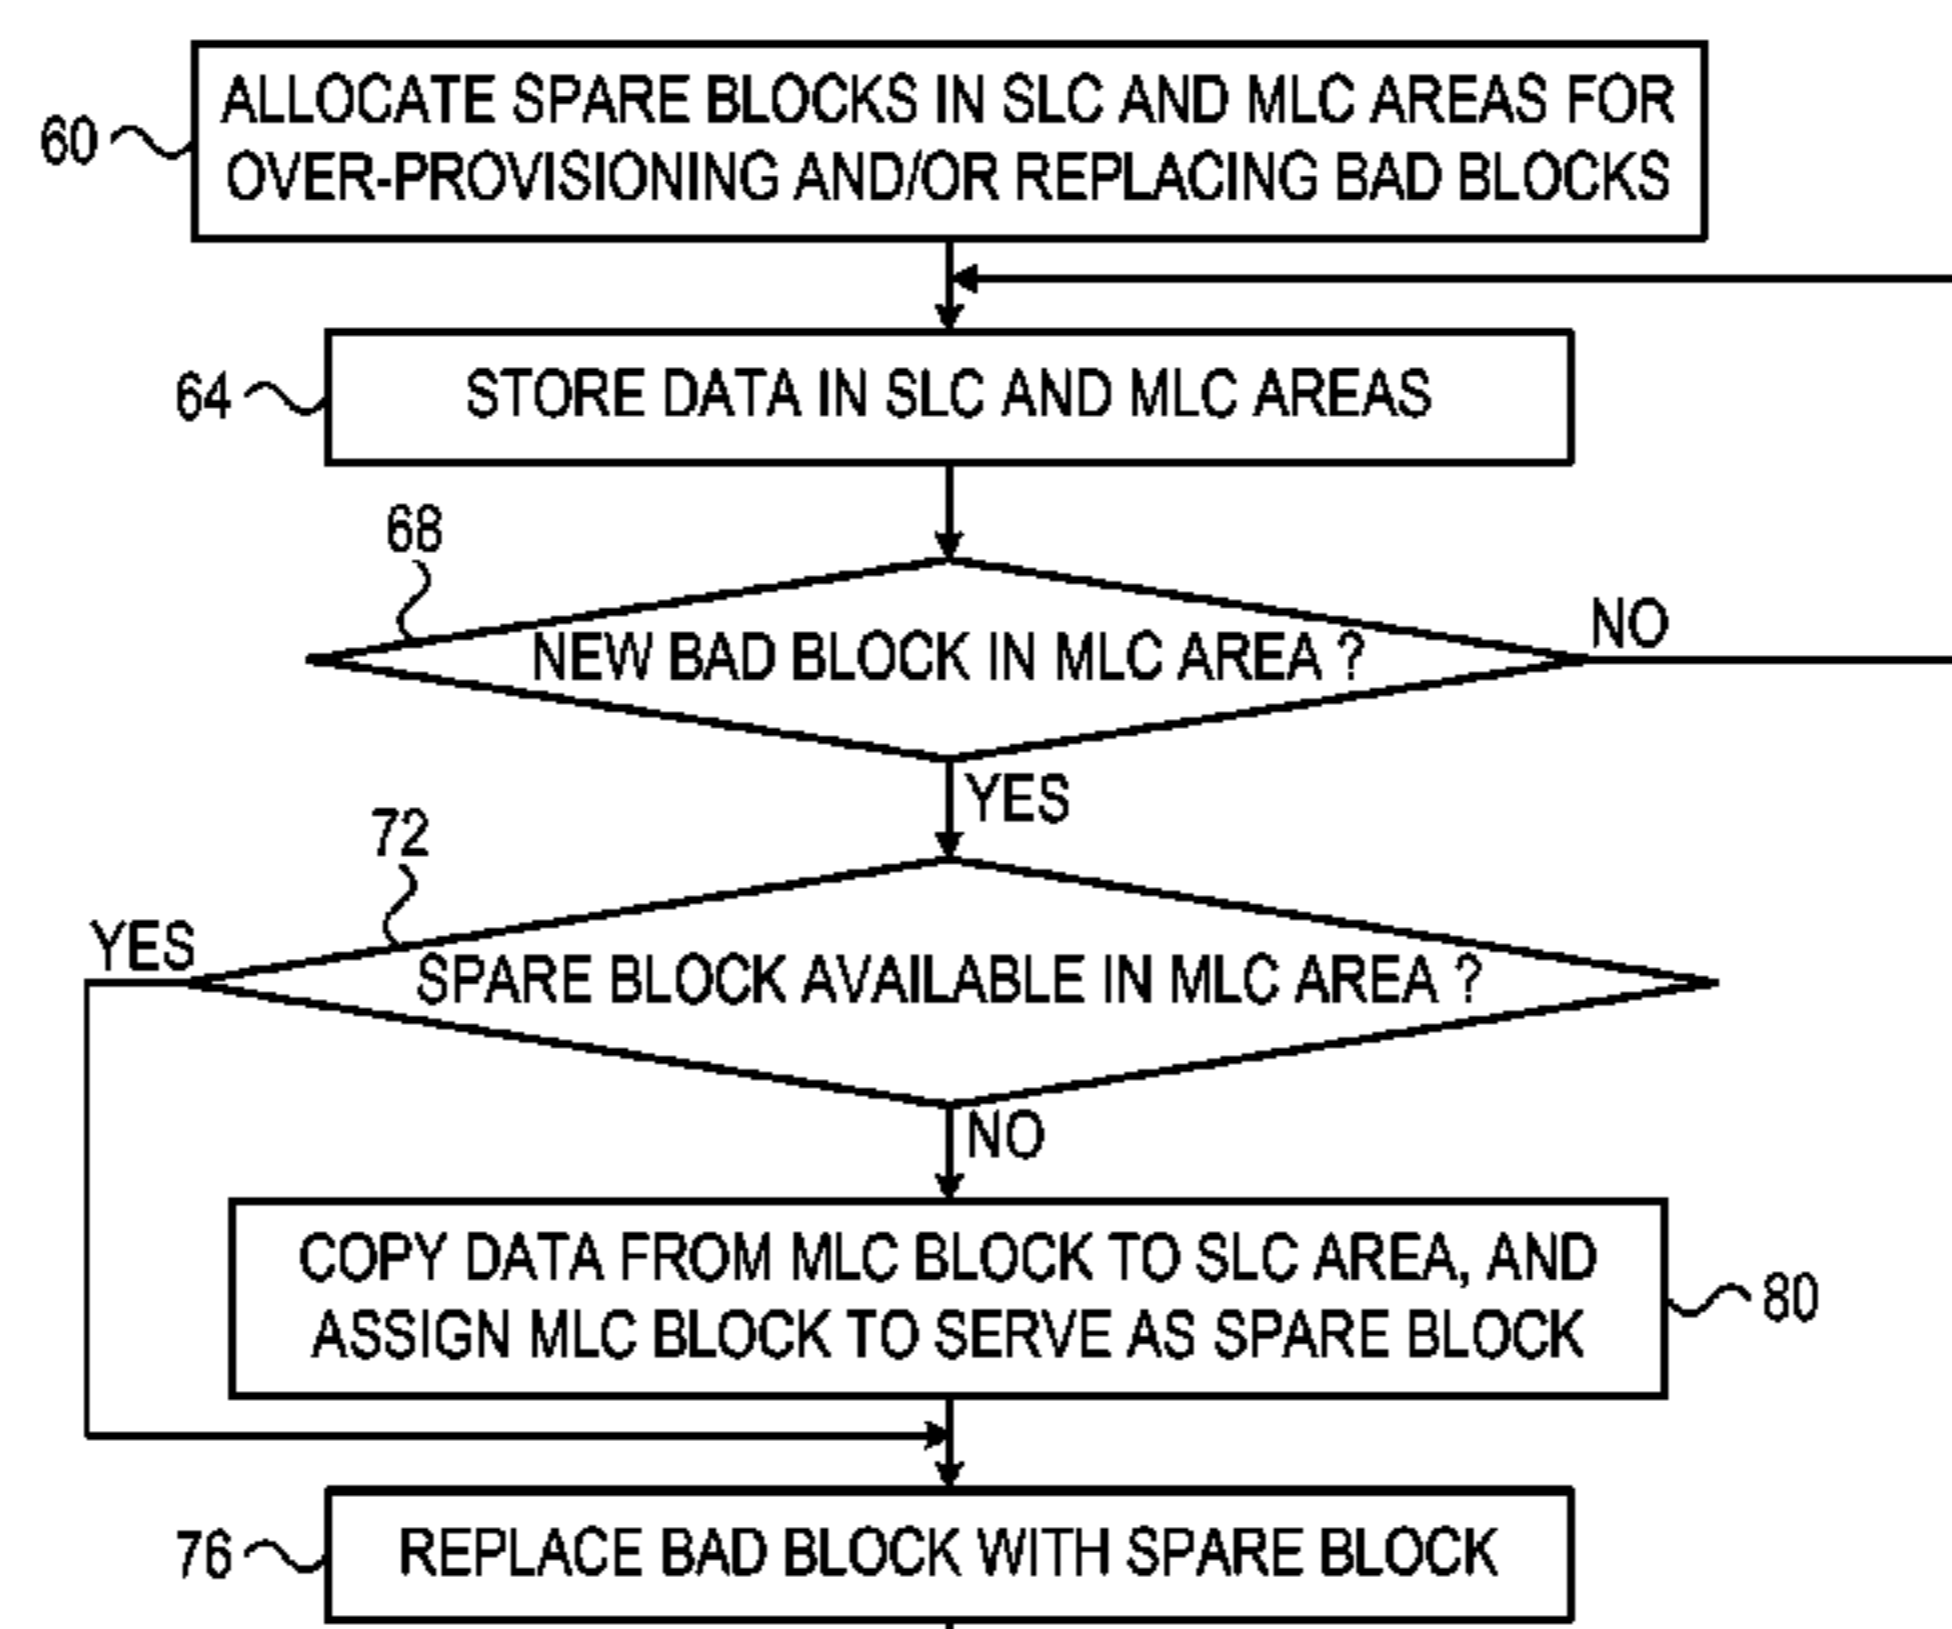 ALLOCATE SPARE BLOCKS IN SLC AND MLC AREAS FOR
OVER-PROVISIONING AND/OR REPLACING BAD BLOCKS
60
STORE DATA IN SLC AND MLC AREAS
64
68
NEW BAD BLOCK IN MLC AREA ?
NO
YES
72
YES
SPARE BLOCK AVAILABLE IN MLC AREA ?
NO
COPY DATA FROM MLC BLOCK TO SLC AREA, AND
ASSIGN MLC BLOCK TO SERVE AS SPARE BLOCK
80
76
REPLACE BAD BLOCK WITH SPARE BLOCK